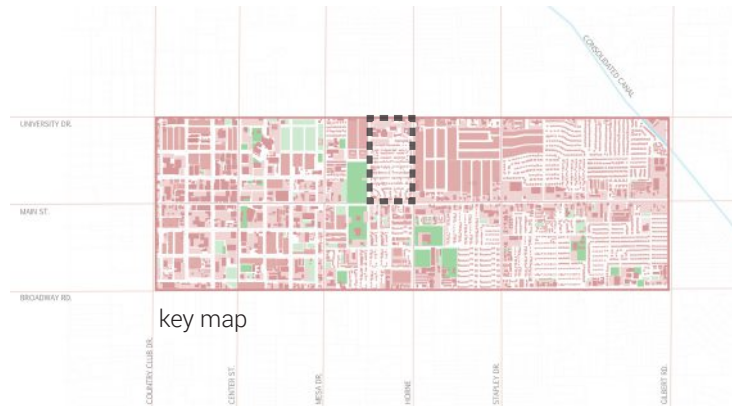 CONSOLIDATED CANAL
UNIVERSITY DR.
MAIN ST.
BROADWAY RD.
key map
COUNTRY CLUB DR.
CENTER ST.
MESA DR.
HORNE
STAPLEY DR.
GILBERT RD.